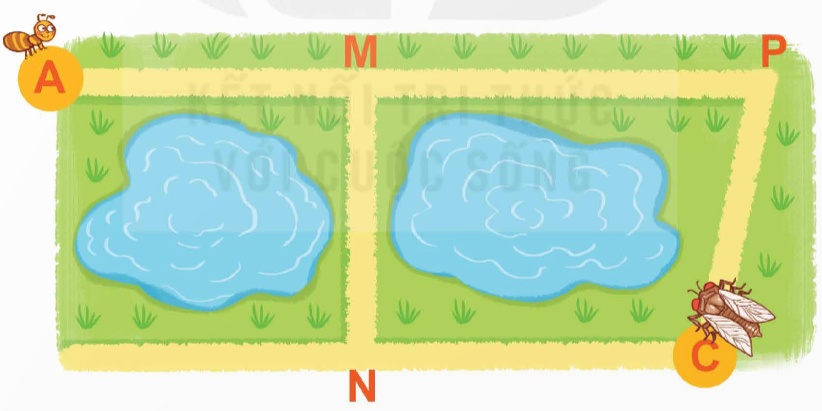 M
P
A
KẾT NỐI TRI THỨC
VỚI CUỘC SỐNG
C
N